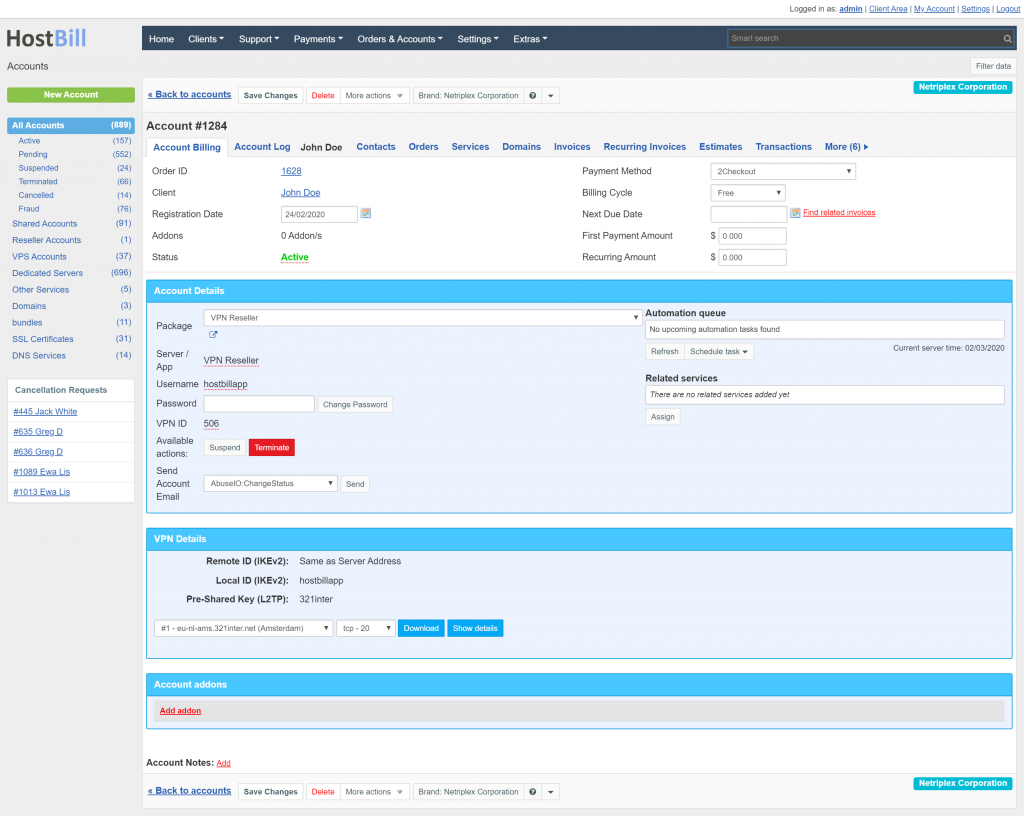 Logged in as: admin | Client Area | My Account | Settings | Logout
HostBill
Home Clients Support Payments Orders & Accounts Settings Extras Smart search
Accounts
Filter data
New Account
« Back to accounts Save Changes Delete More actions Brand: Netriplex Corporation Netriplex Corporation
All Accounts (889)
Active (157)
Pending (552)
Suspended (24)
Terminated (66)
Cancelled (14)
Fraud (76)
Shared Accounts (91)
Reseller Accounts (1)
VPS Accounts (37)
Dedicated Servers (696)
Other Services (5)
Domains (3)
bundles (11)
SSL Certificates (31)
DNS Services (14)
Cancellation Requests
#445 Jack White
#635 Greg D
#636 Greg D
#1089 Ewa Lis
#1013 Ewa Lis
Account #1284
Account Billing Account Log John Doe Contacts Orders Services Domains Invoices Recurring Invoices Estimates Transactions More (6)
Order ID 1628 Payment Method 2Checkout
Client John Doe Billing Cycle Free
Registration Date 24/02/2020 Next Due Date Find related invoices
Addons 0 Addon/s First Payment Amount $ 0.000
Status Active Recurring Amount $ 0.000
Account Details
Package VPN Reseller
Server / App VPN Reseller
Username hostbillapp
Password Change Password
VPN ID 506
Available actions: Suspend Terminate
Send Account Email AbuseIO:ChangeStatus Send
Automation queue
No upcoming automation tasks found
Refresh Schedule task Current server time: 02/03/2020
Related services
There are no related services added yet
Assign
VPN Details
Remote ID (IKEv2): Same as Server Address
Local ID (IKEv2): hostbillapp
Pre-Shared Key (L2TP): 321inter
#1 - eu-nl-ams.321inter.net (Amsterdam) tcp - 20 Download Show details
Account addons
Add addon
Account Notes: Add
« Back to accounts Save Changes Delete More actions Brand: Netriplex Corporation Netriplex Corporation